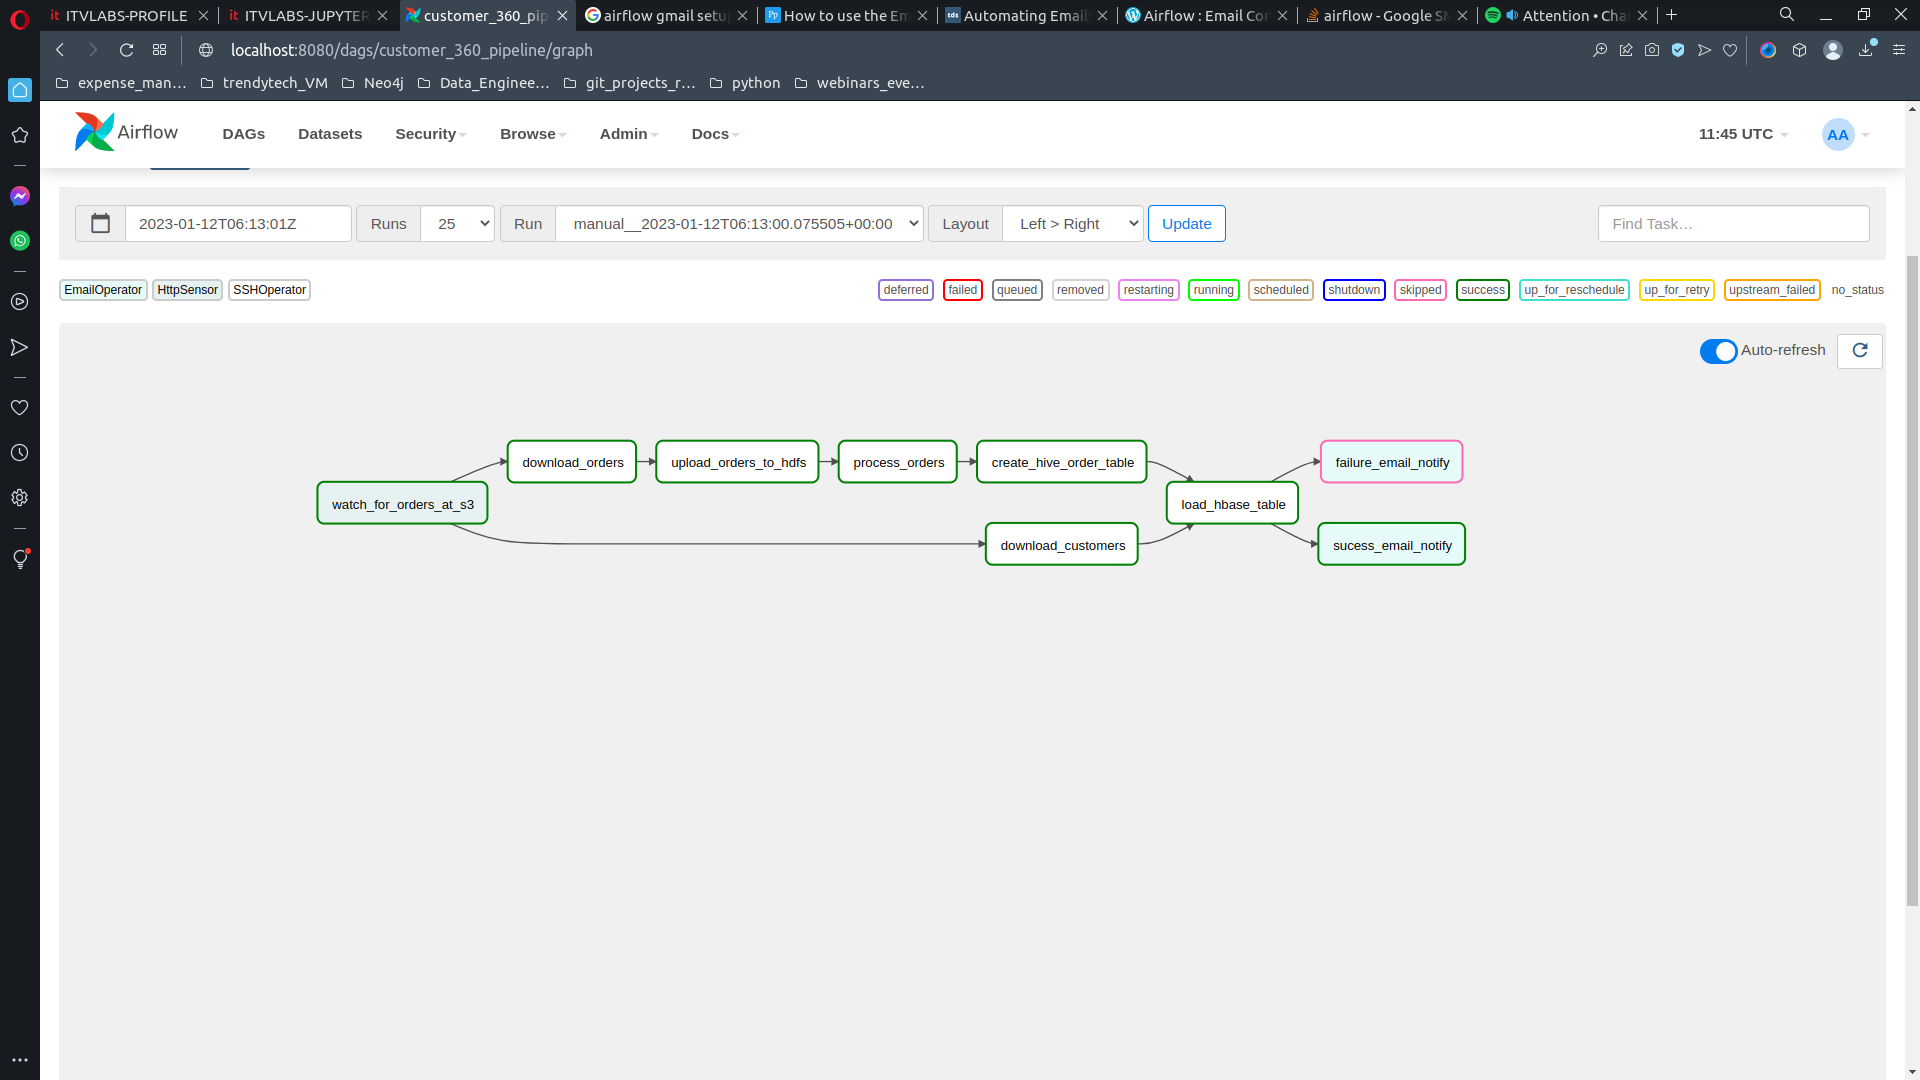 it ITVLABS-PROFILE
it ITVLABS-JUPYTER
customer_360_pip
airflow gmail setu
Pp How to use the Em
tds Automating Email
Airflow : Email Co
airflow - Google S
Attention • Cha
localhost:8080/dags/customer_360_pipeline/graph
expense_man... trendytech_VM Neo4j Data_Enginee... git_projects_r... python webinars_eve...
Airflow DAGs Datasets Security Browse Admin Docs 11:45 UTC AA
2023-01-12T06:13:01Z Runs 25 Run manual__2023-01-12T06:13:00.075505+00:00 Layout Left > Right Update Find Task...
EmailOperator HttpSensor SSHOperator deferred failed queued removed restarting running scheduled shutdown skipped success up_for_reschedule up_for_retry upstream_failed no_status
Auto-refresh
download_orders upload_orders_to_hdfs process_orders create_hive_order_table failure_email_notify
watch_for_orders_at_s3 load_hbase_table
download_customers sucess_email_notify